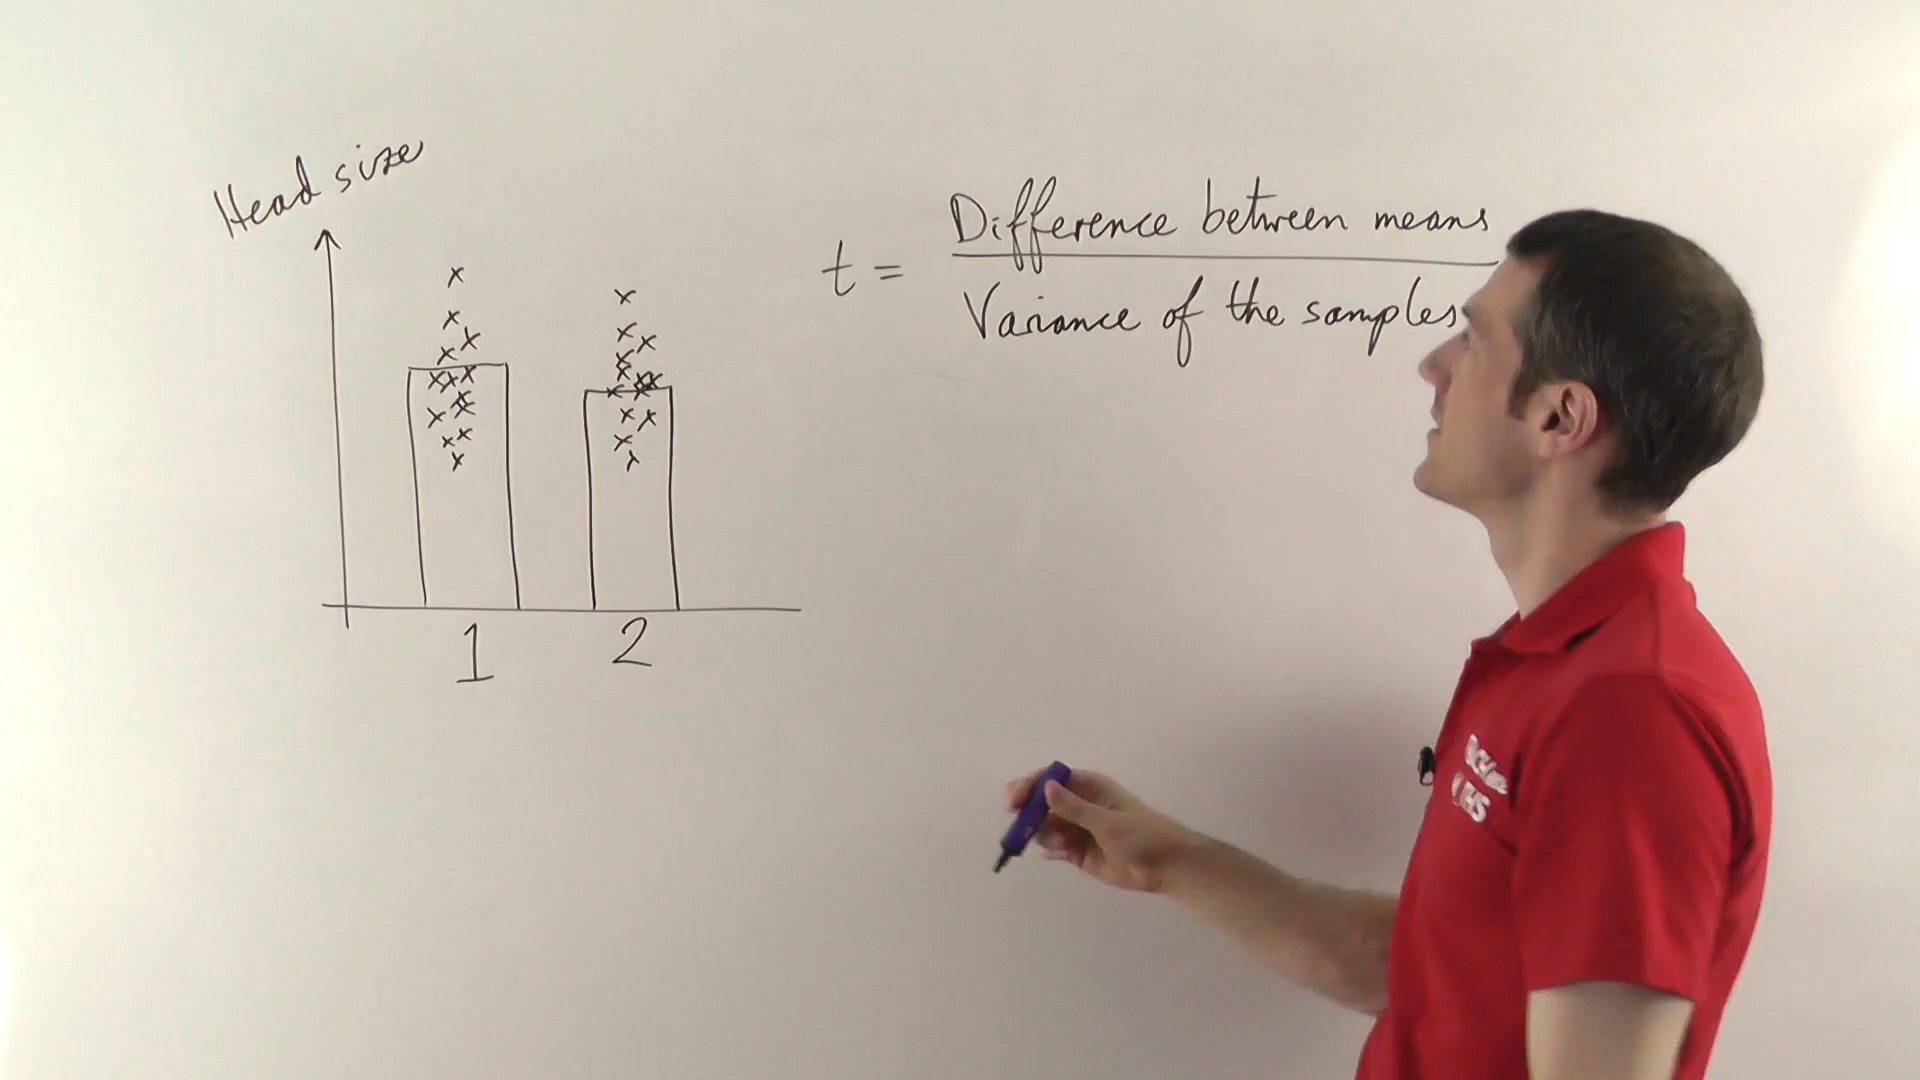 Head size
t = Difference between means
Variance of the samples
1 2